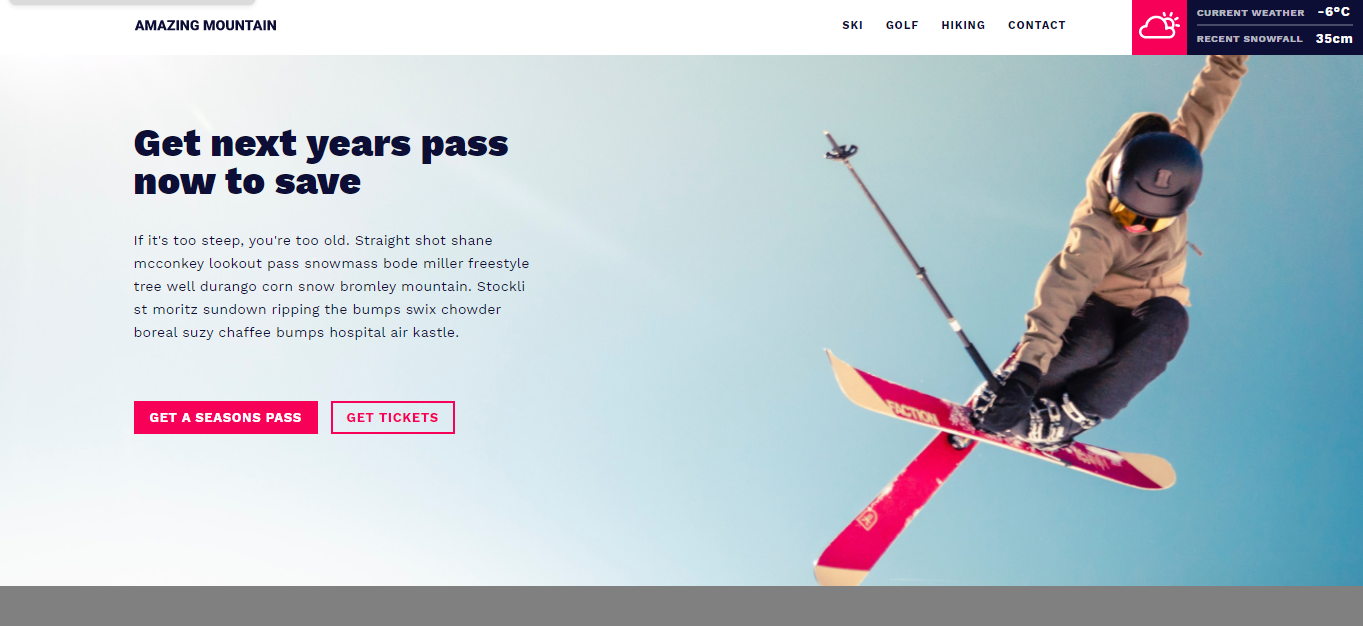 AMAZING MOUNTAIN
SKI GOLF HIKING CONTACT
CURRENT WEATHER -6°C
RECENT SNOWFALL 35cm
Get next years pass
now to save
If it's too steep, you're too old. Straight shot shane
mcconkey lookout pass snowmass bode miller freestyle
tree well durango corn snow bromley mountain. Stockli
st moritz sundown ripping the bumps swix chowder
boreal suzy chaffee bumps hospital air kastle.
GET A SEASONS PASS
GET TICKETS
FACTION